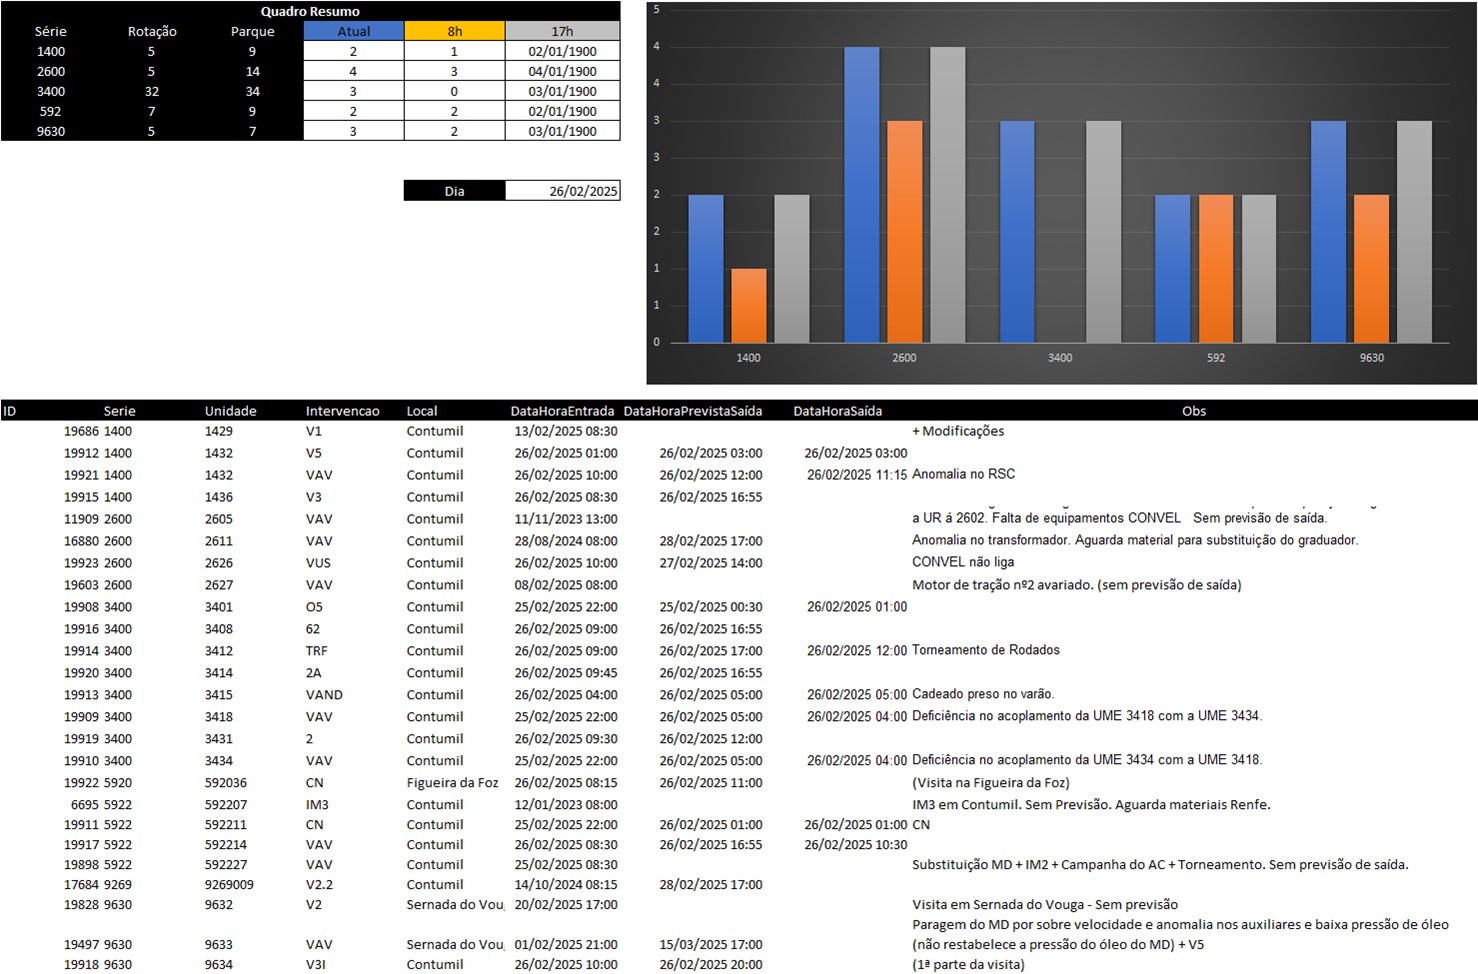 Quadro Resumo
Série Rotação Parque Atual 8h 17h
1400 5 9 2 1 02/01/1900
2600 5 14 4 3 04/01/1900
3400 32 34 3 0 03/01/1900
592 7 9 2 2 02/01/1900
9630 5 7 3 2 03/01/1900
Dia 26/02/2025
5
4
4
3
3
2
2
1
1
0
1400 2600 3400 592 9630
ID Serie Unidade Intervencao Local DataHoraEntrada DataHoraPrevistaSaída DataHoraSaída Obs
19686 1400 1429 V1 Contumil 13/02/2025 08:30 + Modificações
19912 1400 1432 V5 Contumil 26/02/2025 01:00 26/02/2025 03:00 26/02/2025 03:00
19921 1400 1432 VAV Contumil 26/02/2025 10:00 26/02/2025 12:00 26/02/2025 11:15 Anomalia no RSC
19915 1400 1436 V3 Contumil 26/02/2025 08:30 26/02/2025 16:55
11909 2600 2605 VAV Contumil 11/11/2023 13:00 a UR á 2602. Falta de equipamentos CONVEL Sem previsão de saída.
16880 2600 2611 VAV Contumil 28/08/2024 08:00 28/02/2025 17:00 Anomalia no transformador. Aguarda material para substituição do graduador.
19923 2600 2626 VUS Contumil 26/02/2025 10:00 27/02/2025 14:00 CONVEL não liga
19603 2600 2627 VAV Contumil 08/02/2025 08:00 Motor de tração nº2 avariado. (sem previsão de saída)
19908 3400 3401 O5 Contumil 25/02/2025 22:00 25/02/2025 00:30 26/02/2025 01:00
19916 3400 3408 62 Contumil 26/02/2025 09:00 26/02/2025 16:55
19914 3400 3412 TRF Contumil 26/02/2025 09:00 26/02/2025 17:00 26/02/2025 12:00 Torneamento de Rodados
19920 3400 3414 2A Contumil 26/02/2025 09:45 26/02/2025 16:55
19913 3400 3415 VAND Contumil 26/02/2025 04:00 26/02/2025 05:00 26/02/2025 05:00 Cadeado preso no varão.
19909 3400 3418 VAV Contumil 25/02/2025 22:00 26/02/2025 05:00 26/02/2025 04:00 Deficiência no acoplamento da UME 3418 com a UME 3434.
19919 3400 3431 2 Contumil 26/02/2025 09:30 26/02/2025 12:00
19910 3400 3434 VAV Contumil 25/02/2025 22:00 26/02/2025 05:00 26/02/2025 04:00 Deficiência no acoplamento da UME 3434 com a UME 3418.
19922 5920 592036 CN Figueira da Foz 26/02/2025 08:15 26/02/2025 11:00 (Visita na Figueira da Foz)
6695 5922 592207 IM3 Contumil 12/01/2023 08:00 IM3 em Contumil. Sem Previsão. Aguarda materiais Renfe.
19911 5922 592211 CN Contumil 25/02/2025 22:00 26/02/2025 01:00 26/02/2025 01:00 CN
19917 5922 592214 VAV Contumil 26/02/2025 08:30 26/02/2025 16:55 26/02/2025 10:30
19898 5922 592227 VAV Contumil 25/02/2025 08:30 Substituição MD + IM2 + Campanha do AC + Torneamento. Sem previsão de saída.
17684 9269 9269009 V2.2 Contumil 14/10/2024 08:15 28/02/2025 17:00
19828 9630 9632 V2 Sernada do Vou 20/02/2025 17:00 Visita em Sernada do Vouga - Sem previsão
Paragem do MD por sobre velocidade e anomalia nos auxiliares e baixa pressão de óleo
19497 9630 9633 VAV Sernada do Vou 01/02/2025 21:00 15/03/2025 17:00 (não restabelece a pressão do óleo do MD) + V5
19918 9630 9634 V3I Contumil 26/02/2025 10:00 26/02/2025 20:00 (1ª parte da visita)